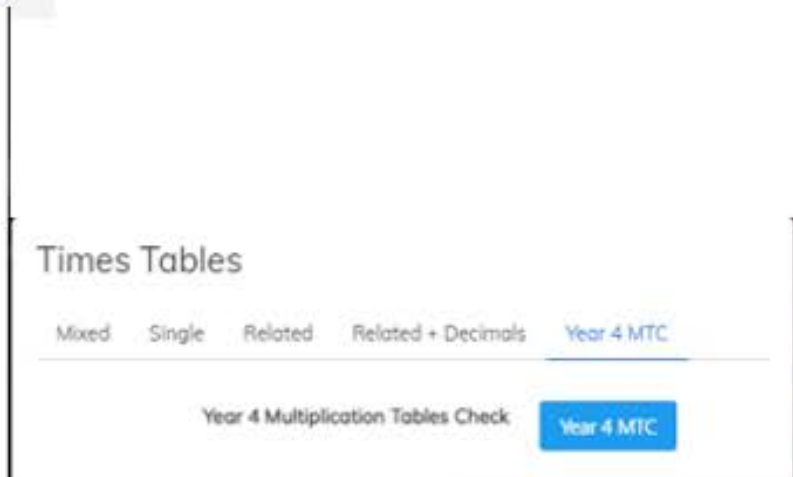 Times Tables
Mixed Single Related Related + Decimals Year 4 MTC
Year 4 Multiplication Tables Check Year 4 MTC